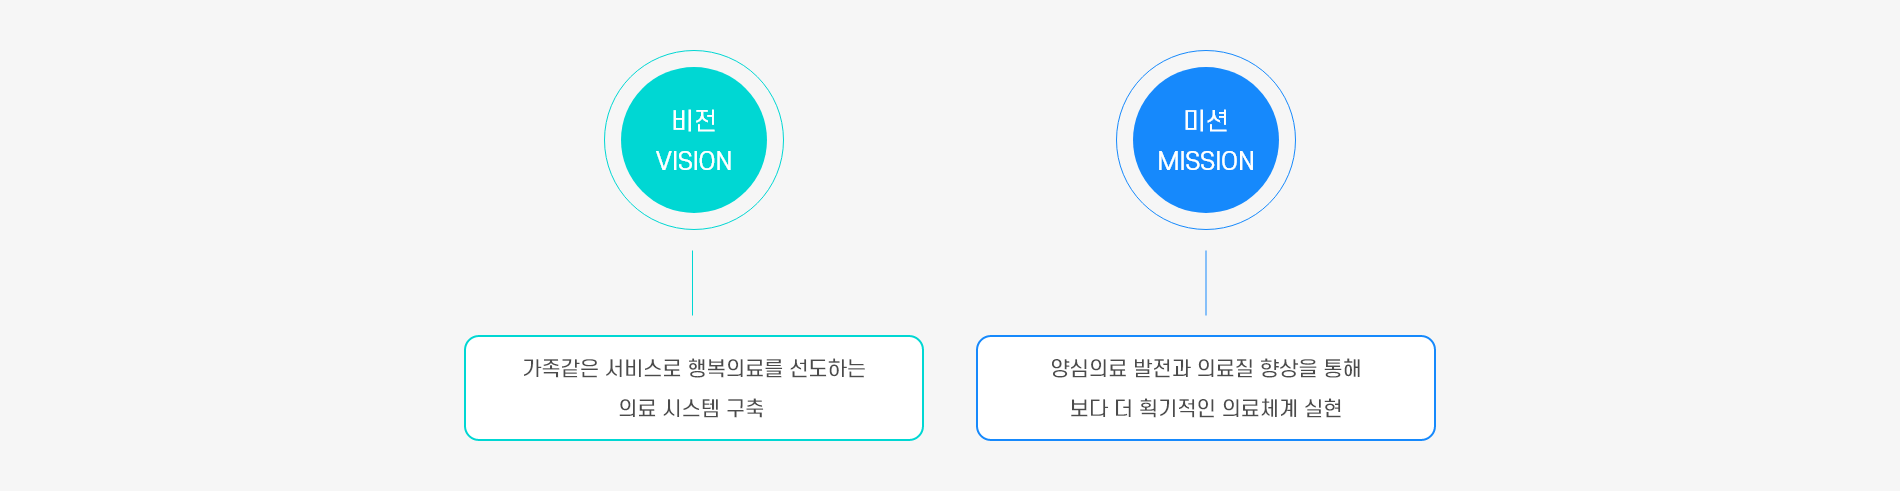 비전
VISION
가족같은 서비스로 행복의료를 선도하는
의료 시스템 구축
미션
MISSION
양심의료 발전과 의료질 향상을 통해
보다 더 획기적인 의료체계 실현